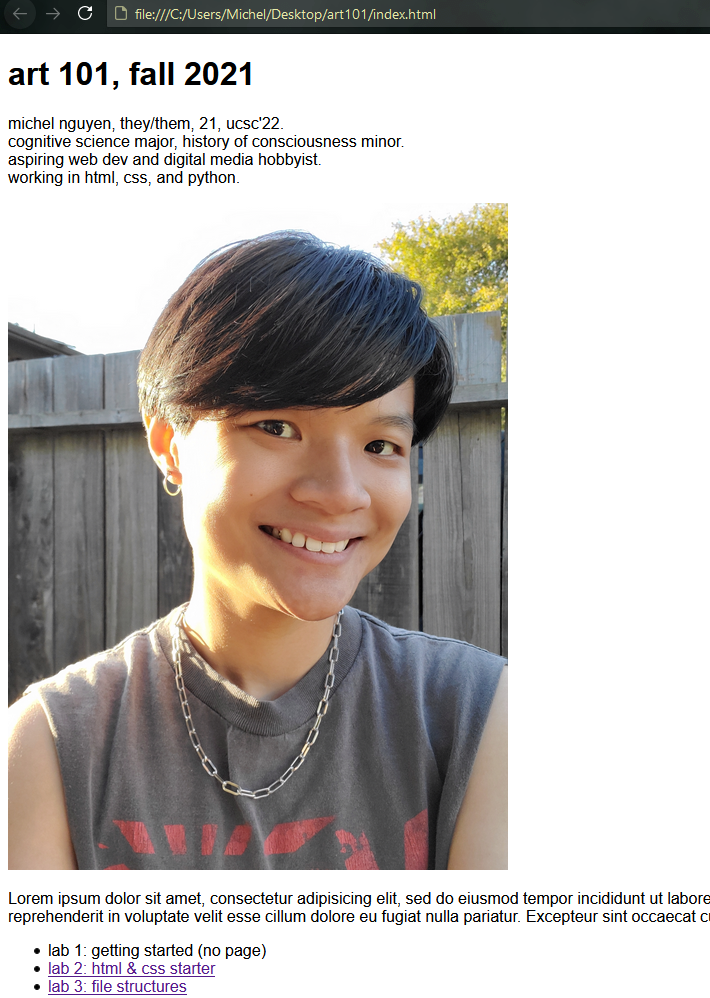 file:///C:/Users/Michel/Desktop/art101/index.html
art 101, fall 2021
michel nguyen, they/them, 21, ucsc'22.
cognitive science major, history of consciousness minor.
aspiring web dev and digital media hobbyist.
working in html, css, and python.
Lorem ipsum dolor sit amet, consectetur adipisicing elit, sed do eiusmod tempor incididunt ut labore
reprehenderit in voluptate velit esse cillum dolore eu fugiat nulla pariatur. Excepteur sint occaecat
lab 1: getting started (no page)
lab 2: html & css starter
lab 3: file structures